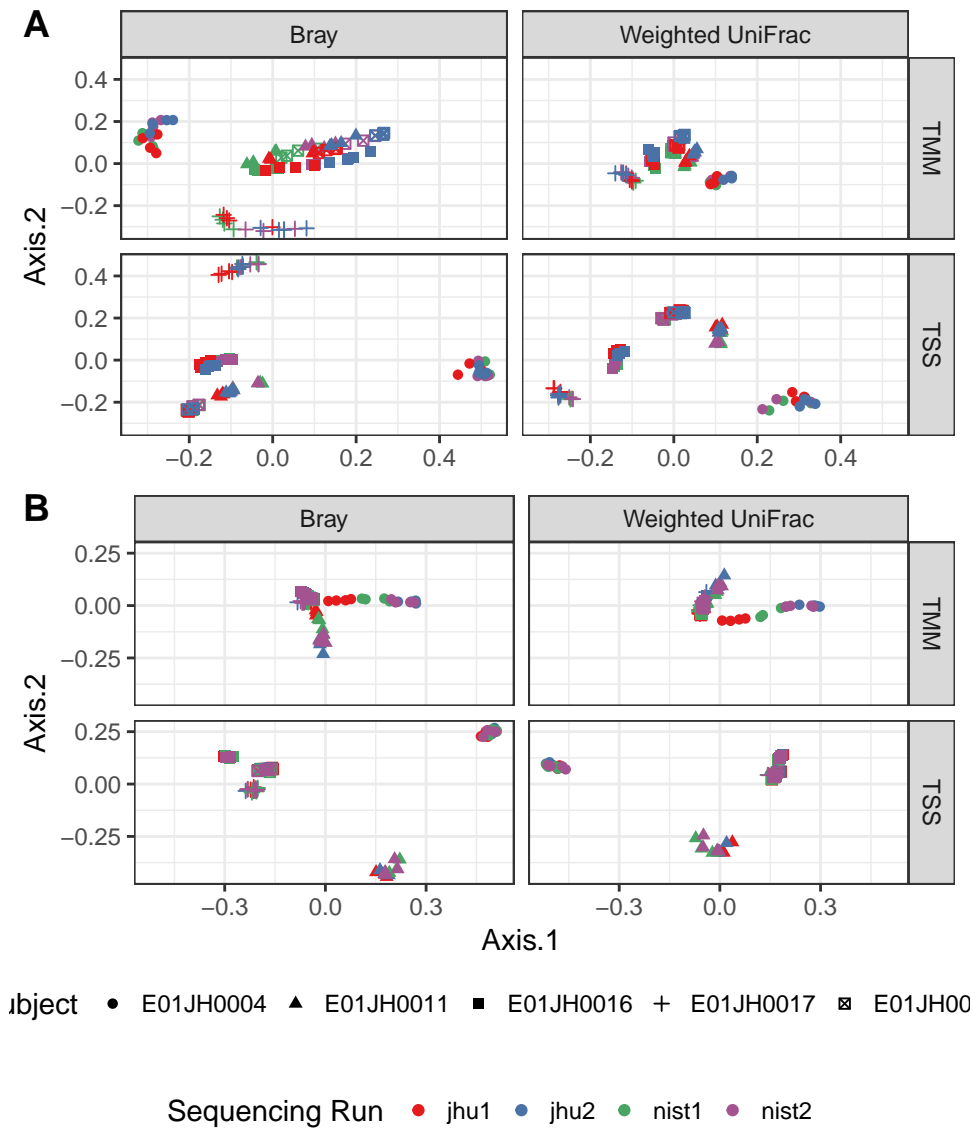 A
Bray Weighted UniFrac
0.4
0.2
0.0
−0.2
TMM
0.4
0.2
0.0
−0.2
TSS
Axis.2
−0.2 0.0 0.2 0.4 −0.2 0.0 0.2 0.4
B
Bray Weighted UniFrac
0.25
0.00
−0.25
TMM
0.25
0.00
−0.25
TSS
Axis.2
−0.3 0.0 0.3 −0.3 0.0 0.3
Axis.1
ubject E01JH0004 E01JH0011 E01JH0016 E01JH0017 E01JH00
Sequencing Run jhu1 jhu2 nist1 nist2